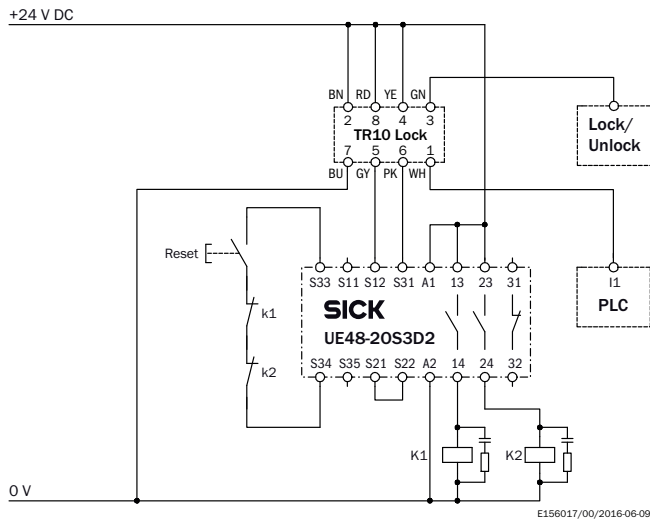 +24 V DC
BN RD YE GN
2 8 4 3
TR10 Lock
7 5 6 1
BU GY PK WH
Lock/
Unlock
Reset
k1
k2
S33 S11 S12 S31 A1 13 23 31
SICK
UE48-20S3D2
S34 S35 S21 S22 A2 14 24 32
I1
PLC
K1
K2
0 V
E156017/00/2016-06-09